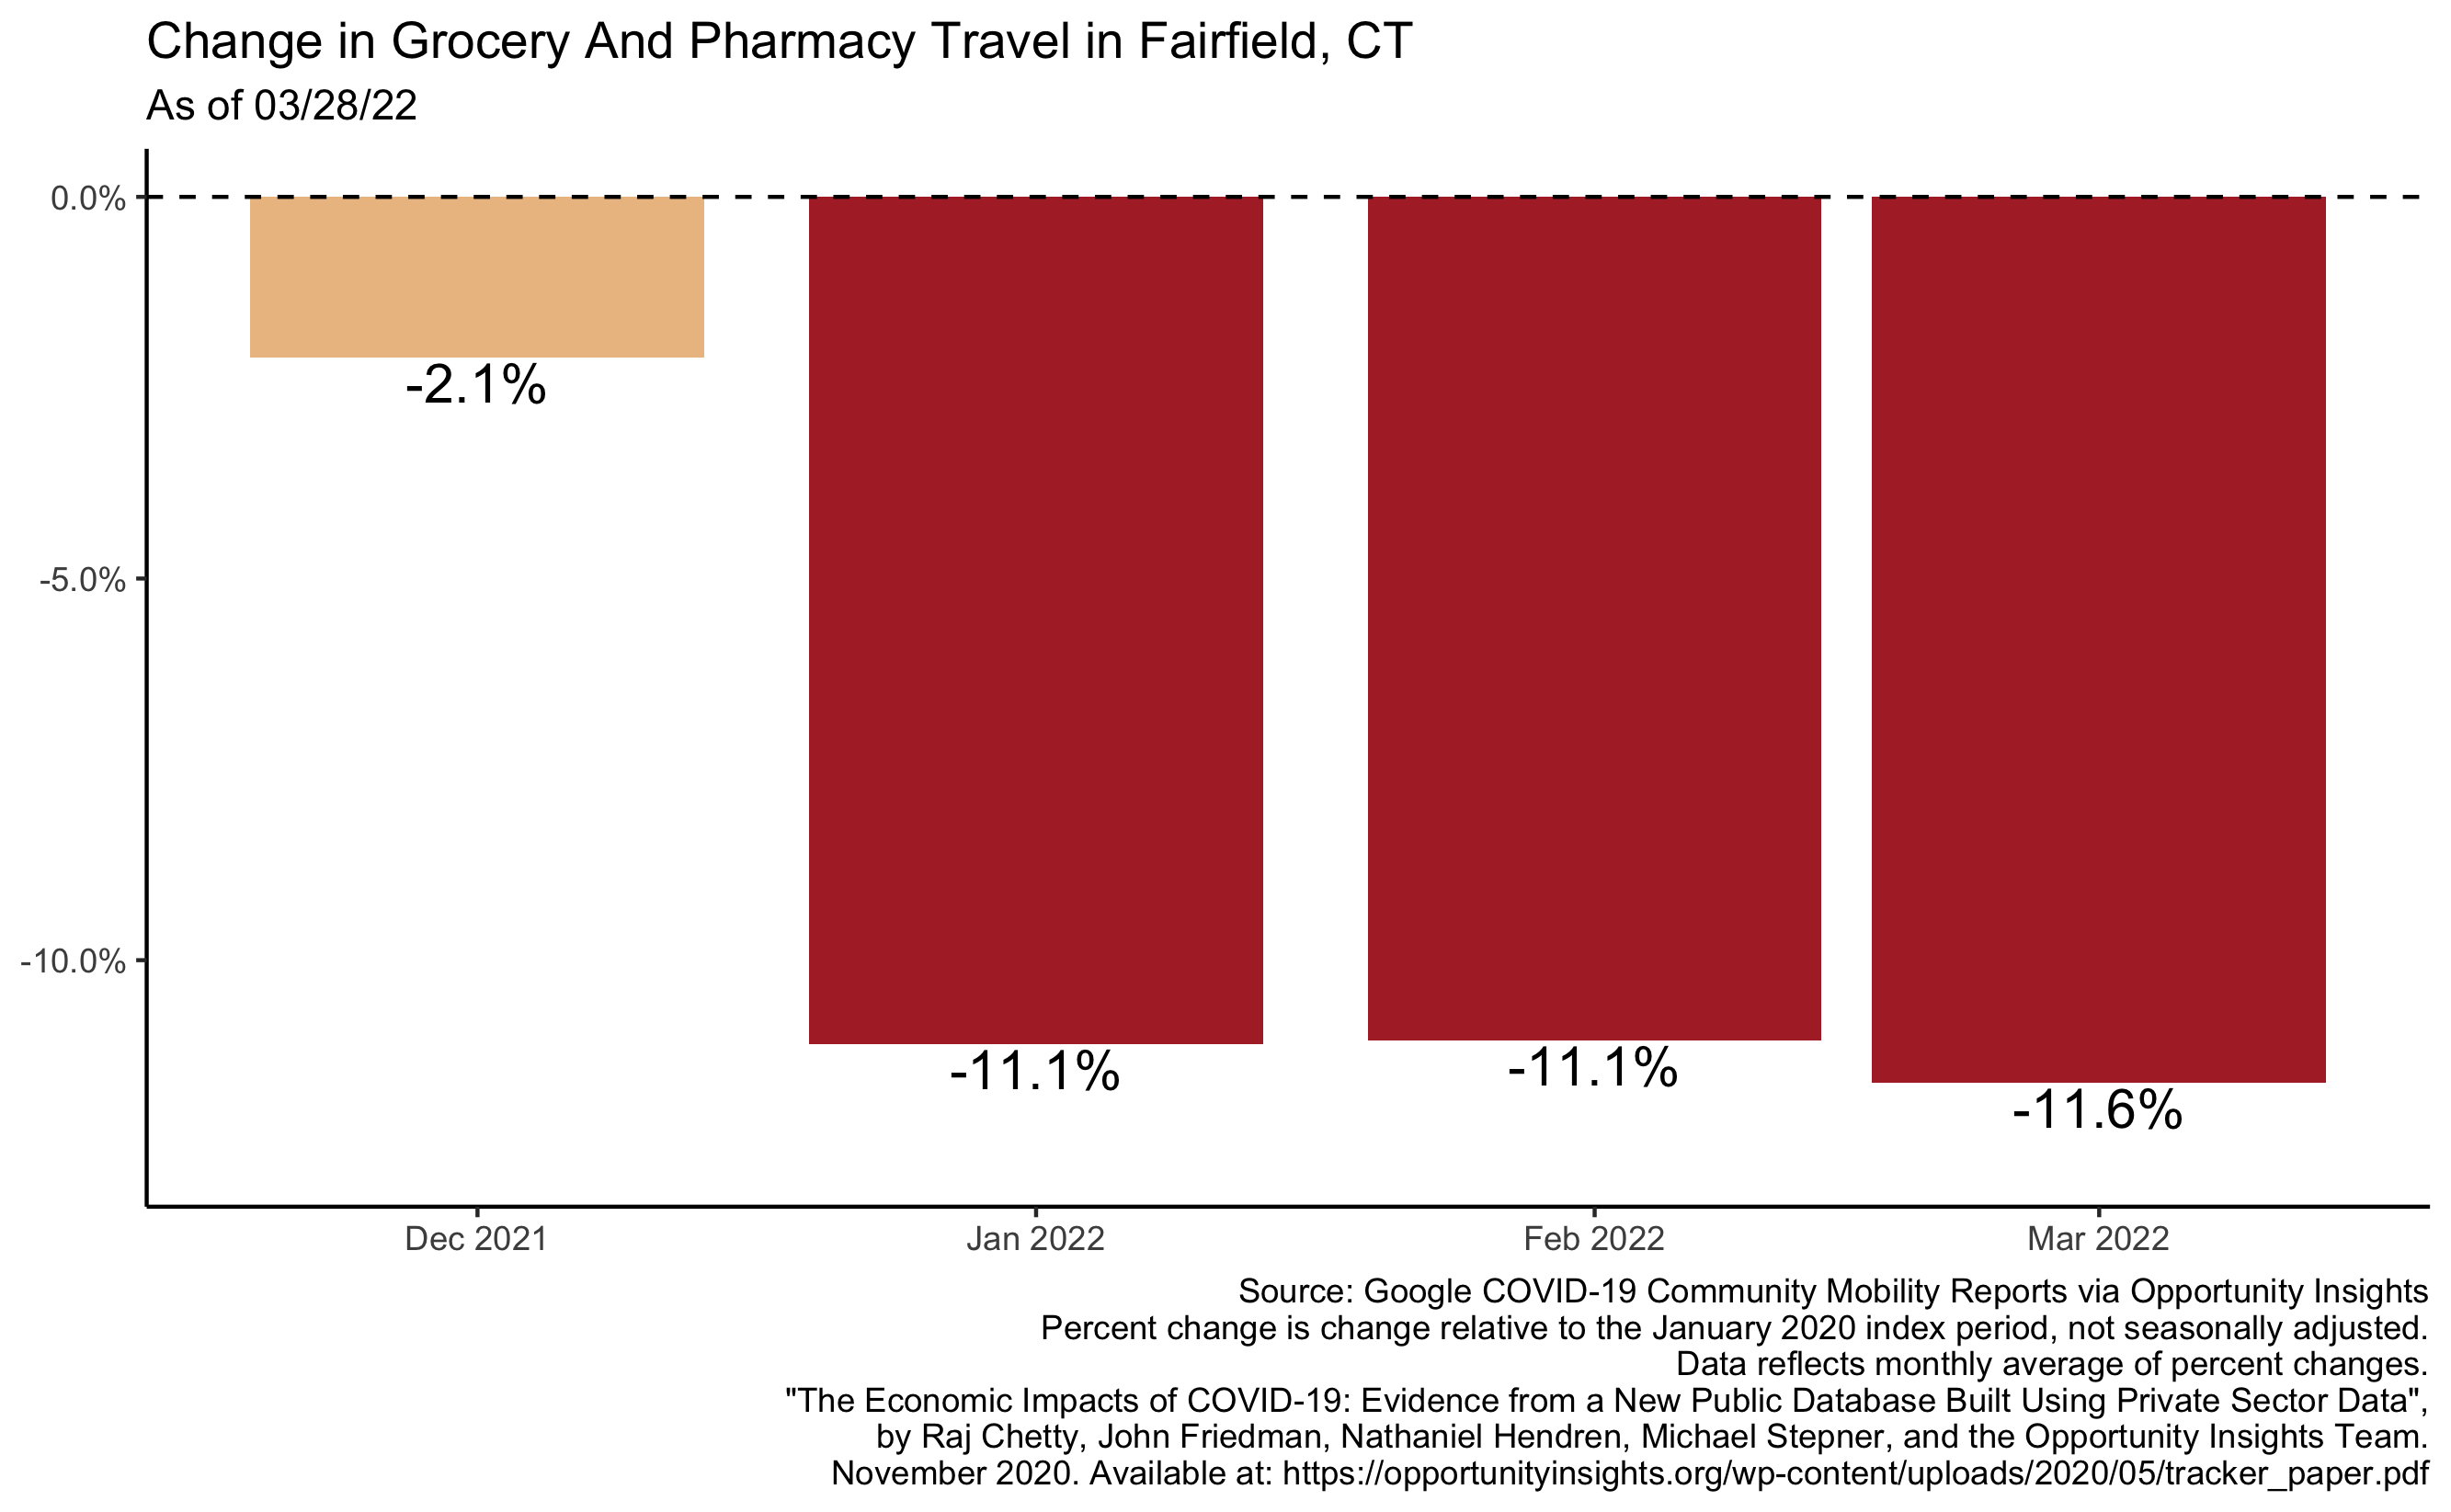 Change in Grocery And Pharmacy Travel in Fairfield, CT
As of 03/28/22
0.0%
-5.0%
-10.0%
-2.1%
-11.1%
-11.1%
-11.6%
Dec 2021
Jan 2022
Feb 2022
Mar 2022
Source: Google COVID-19 Community Mobility Reports via Opportunity Insights
Percent change is change relative to the January 2020 index period, not seasonally adjusted.
Data reflects monthly average of percent changes.
"The Economic Impacts of COVID-19: Evidence from a New Public Database Built Using Private Sector Data",
by Raj Chetty, John Friedman, Nathaniel Hendren, Michael Stepner, and the Opportunity Insights Team.
November 2020. Available at: https://opportunityinsights.org/wp-content/uploads/2020/05/tracker_paper.pdf